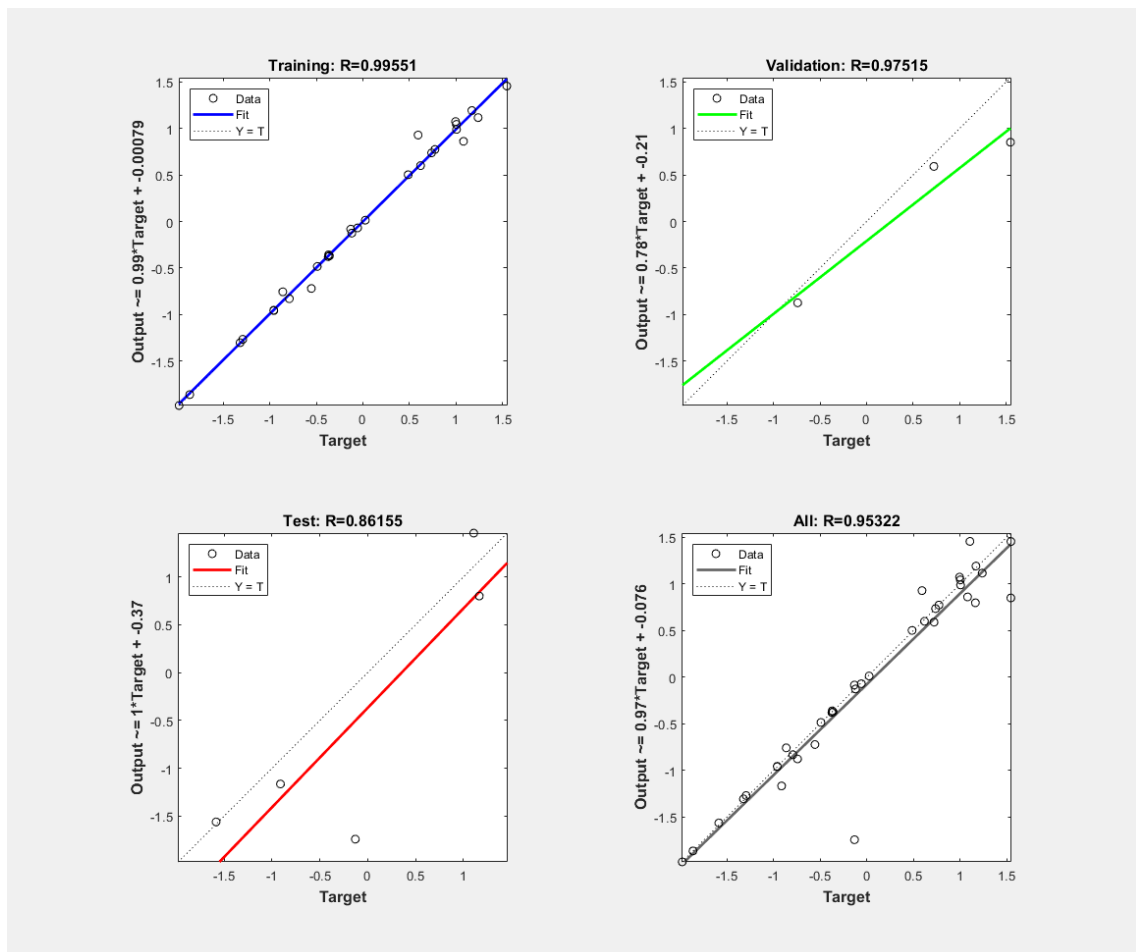 Training: R=0.99551
Output ~= 0.99*Target + -0.00079
1.5
1
0.5
0
-0.5
-1
-1.5
Data
Fit
Y = T
-1.5 -1 -0.5 0 0.5 1 1.5
Target
Validation: R=0.97515
Output ~= 0.78*Target + -0.21
1.5
1
0.5
0
-0.5
-1
-1.5
Data
Fit
Y = T
-1.5 -1 -0.5 0 0.5 1 1.5
Target
Test: R=0.86155
Output ~= 1*Target + -0.37
1
0.5
0
-0.5
-1
-1.5
Data
Fit
Y = T
-1.5 -1 -0.5 0 0.5 1
Target
All: R=0.95322
Output ~= 0.97*Target + -0.076
1.5
1
0.5
0
-0.5
-1
-1.5
Data
Fit
Y = T
-1.5 -1 -0.5 0 0.5 1 1.5
Target